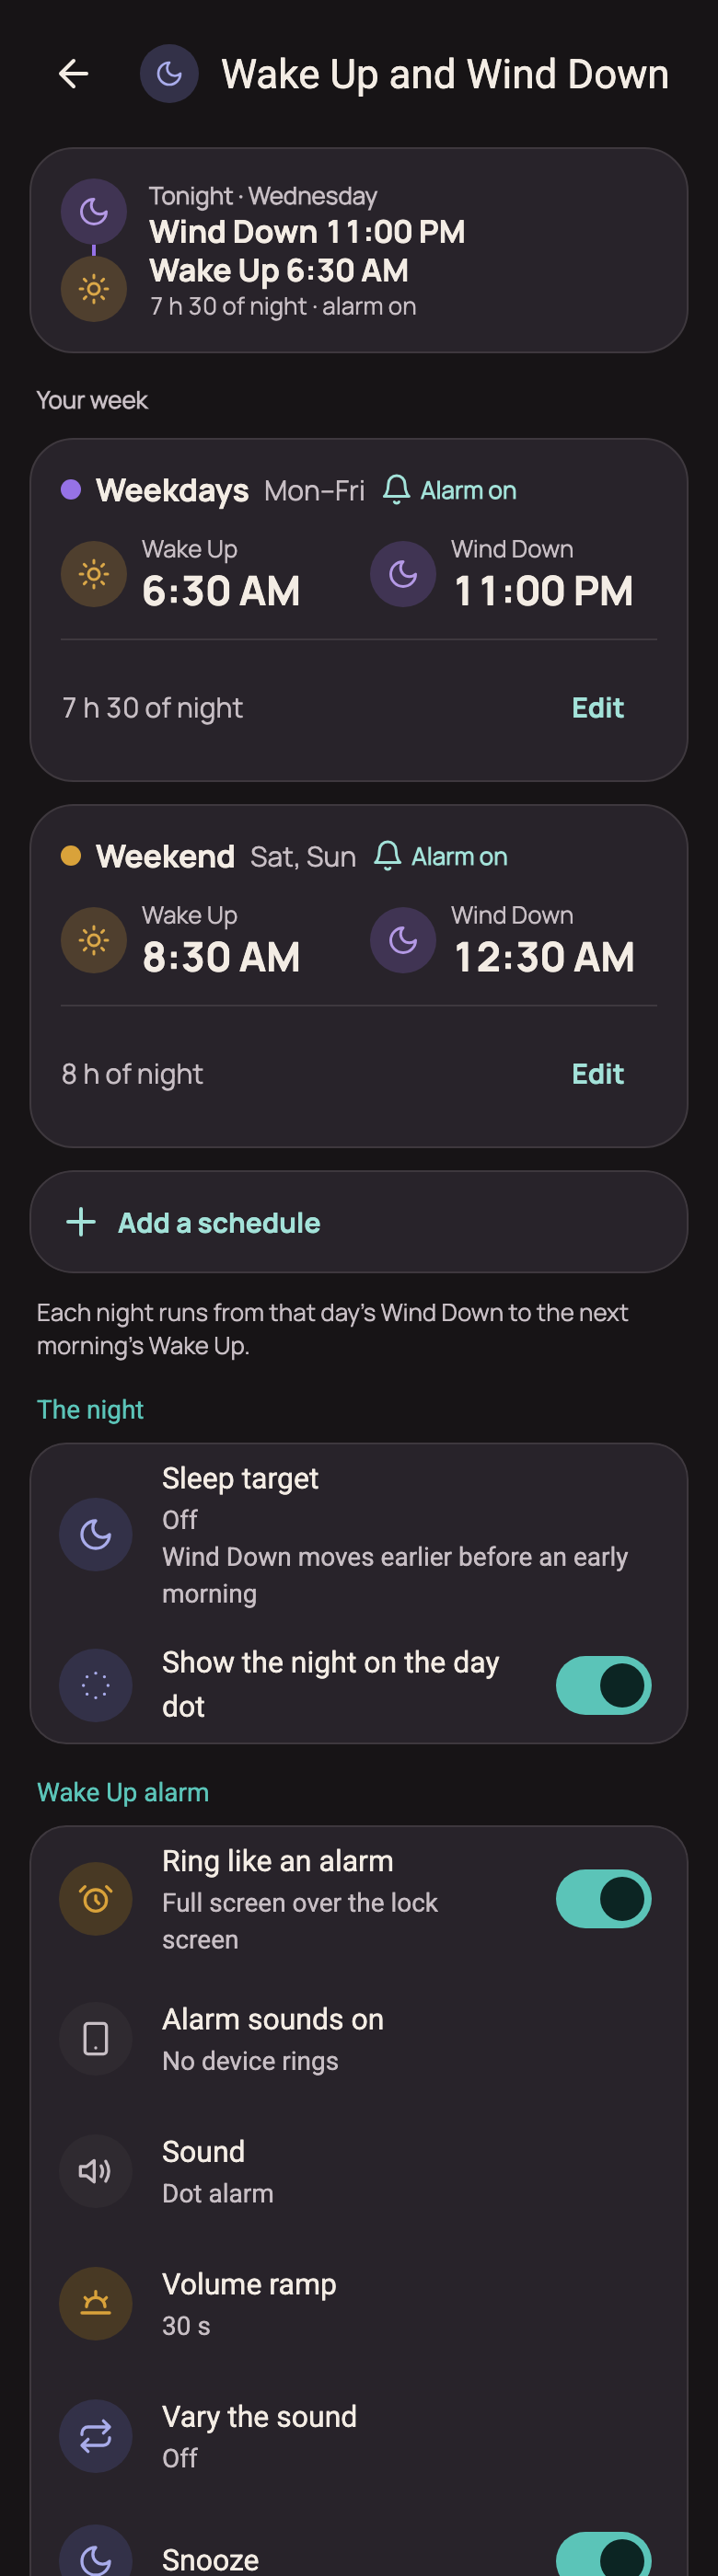 Wake Up and Wind Down
Tonight · Wednesday
Wind Down 11:00 PM
Wake Up 6:30 AM
7 h 30 of night · alarm on
Your week
Weekdays Mon–Fri Alarm on
Wake Up
6:30 AM
Wind Down
11:00 PM
7 h 30 of night
Edit
Weekend Sat, Sun Alarm on
Wake Up
8:30 AM
Wind Down
12:30 AM
8 h of night
Edit
Add a schedule
Each night runs from that day's Wind Down to the next
morning's Wake Up.
The night
Sleep target
Off
Wind Down moves earlier before an early
morning
Show the night on the day
dot
Wake Up alarm
Ring like an alarm
Full screen over the lock
screen
Alarm sounds on
No device rings
Sound
Dot alarm
Volume ramp
30 s
Vary the sound
Off
Snooze